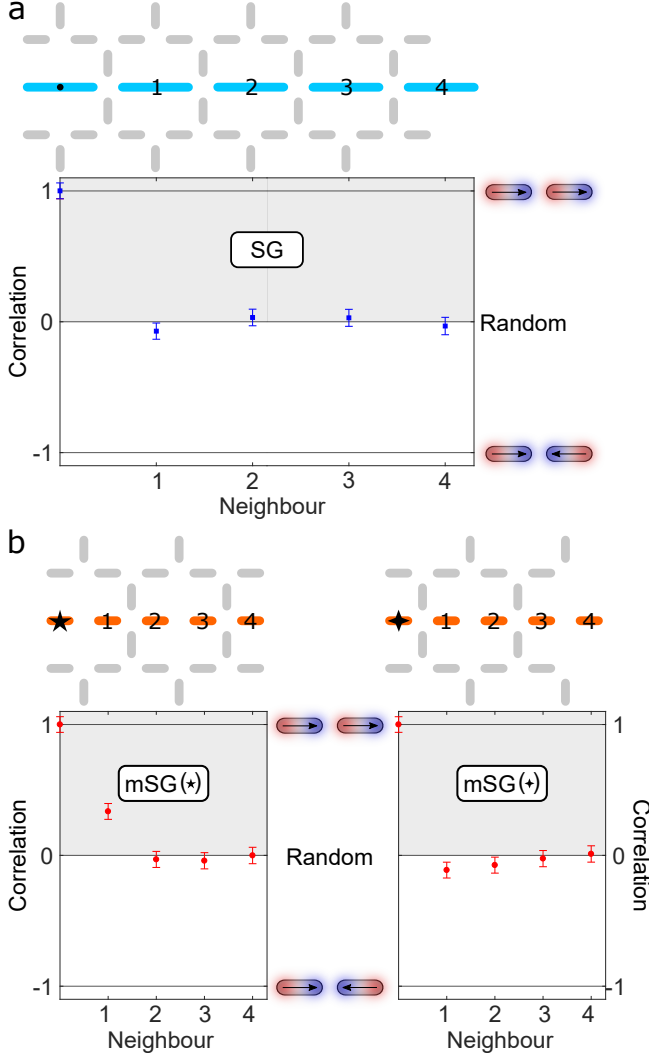 a
1 2 3 4
1
SG
0
Random
-1
Correlation
1 2 3 4
Neighbour
b
1 2 3 4
1 2 3 4
1
1
mSG(★)
mSG(✦)
0
Random
0
-1
-1
Correlation
Correlation
1 2 3 4
1 2 3 4
Neighbour
Neighbour